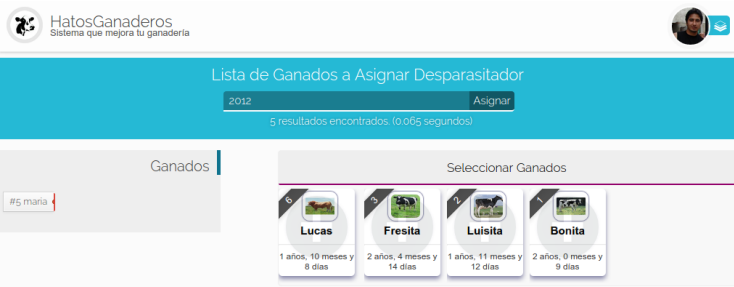 HatosGanaderos
Sistema que mejora tu ganadería
Lista de Ganados a Asignar Desparasitador
2012 Asignar
5 resultados encontrados. (0.065 segundos)
Ganados
#5 maria
Seleccionar Ganados
6
Lucas
1 años, 10 meses y
8 días
3
Fresita
2 años, 4 meses y
14 días
2
Luisita
1 años, 11 meses y
12 días
1
Bonita
2 años, 0 meses y
9 días